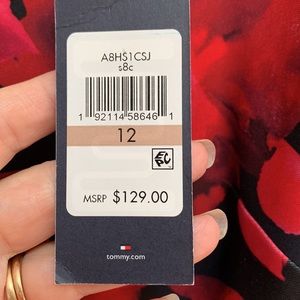 A8HS1CSJ
s8c
1 92114 58646 1
12
MSRP $129.00
tommy.com